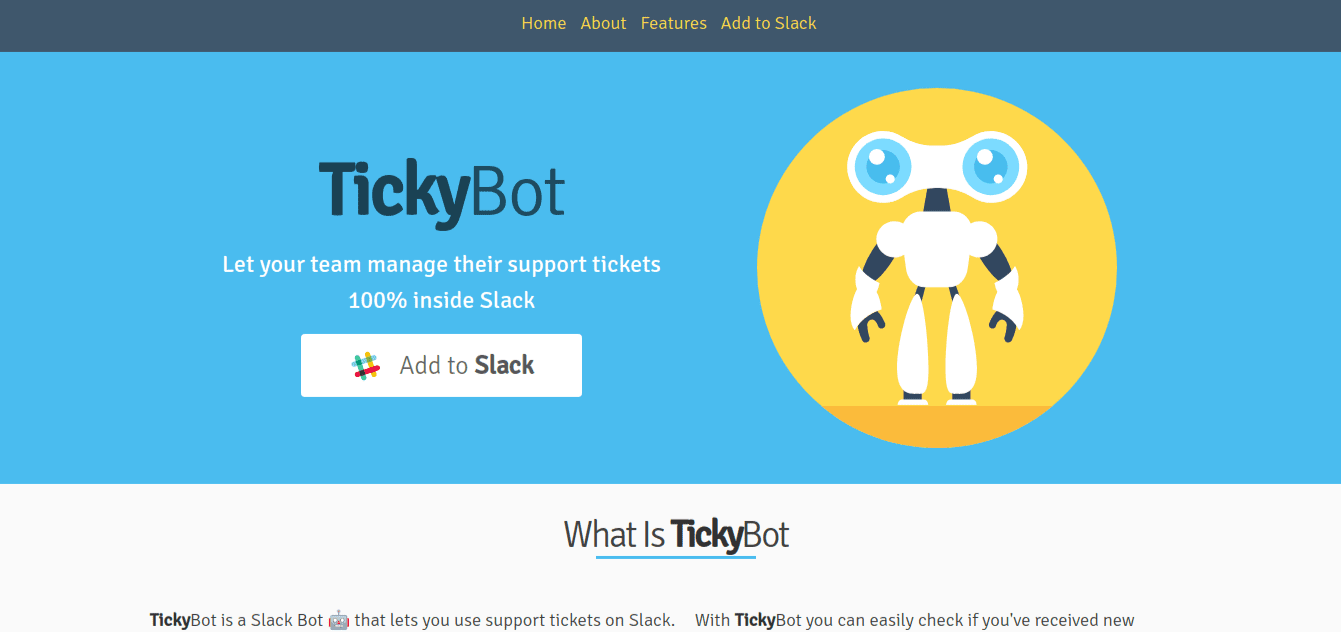 Home About Features Add to Slack
TickyBot
Let your team manage their support tickets
100% inside Slack
Add to Slack
What Is TickyBot
TickyBot is a Slack Bot 🤖 that lets you use support tickets on Slack.
With TickyBot you can easily check if you've received new